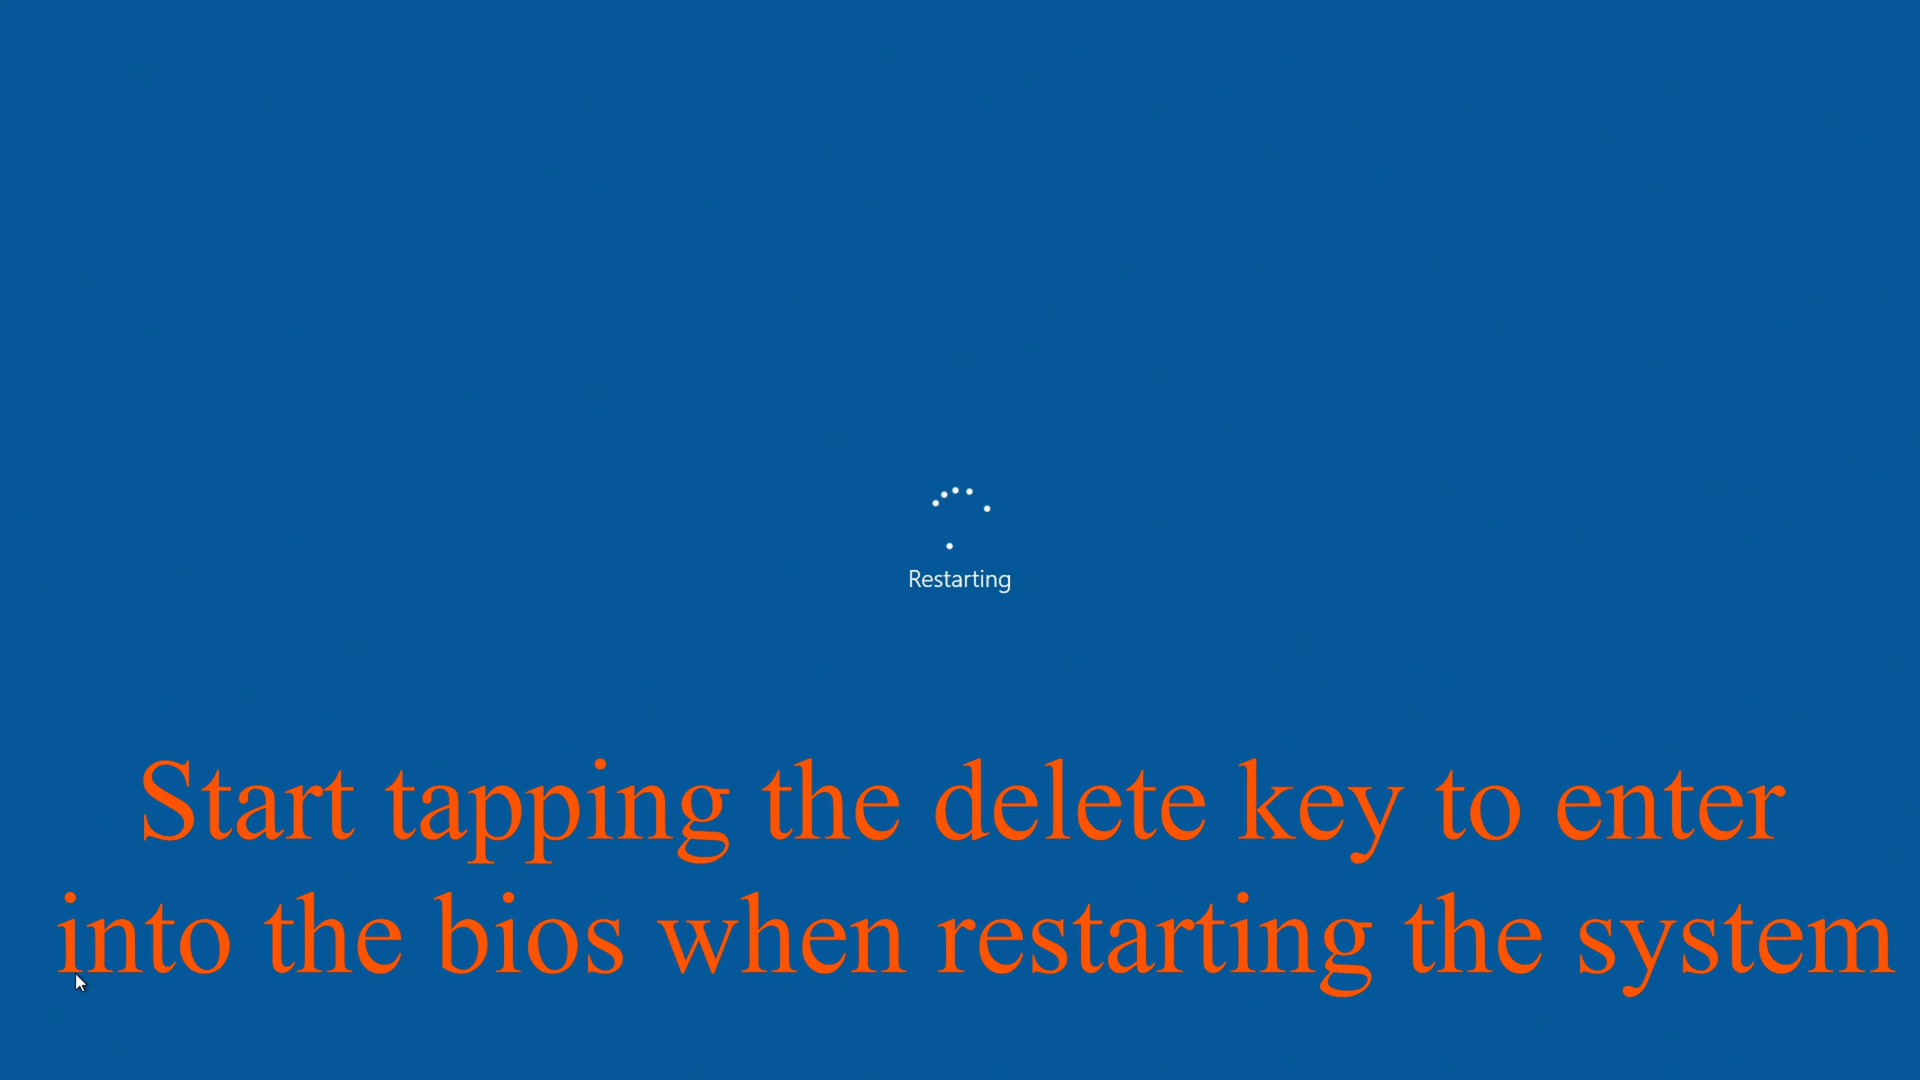 Restarting
Start tapping the delete key to enter
into the bios when restarting the system